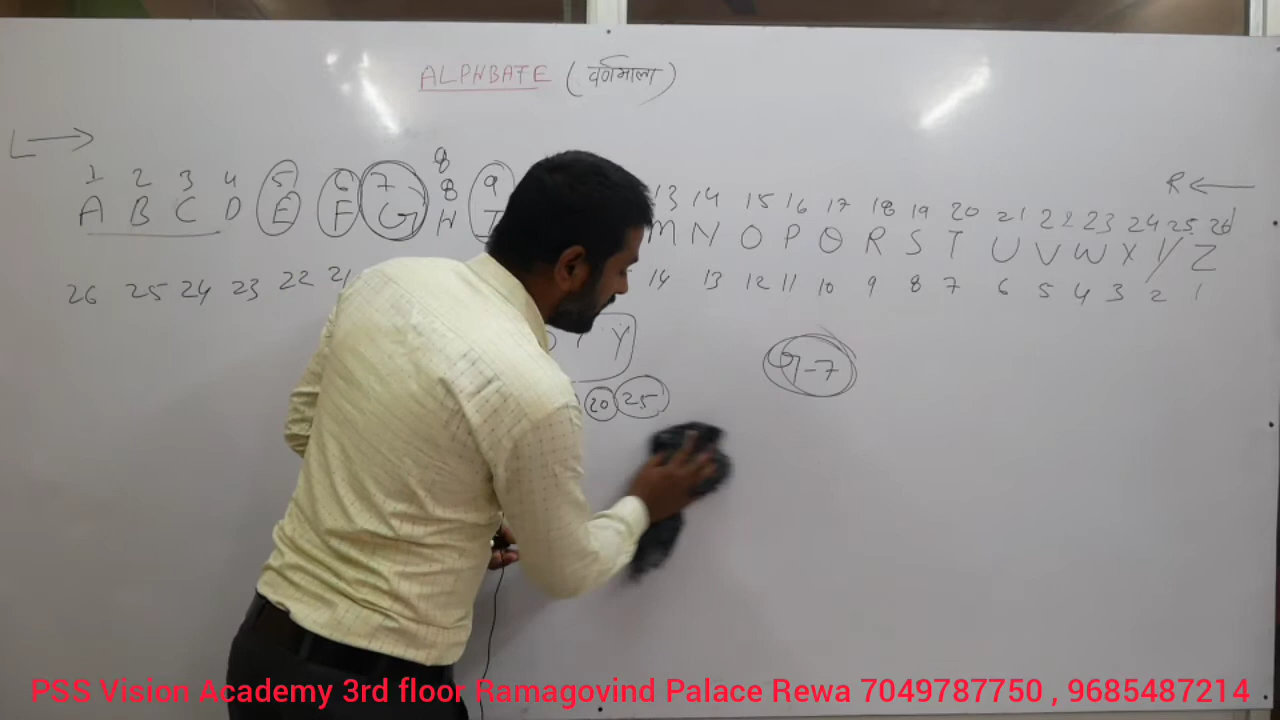 ALPHBATE (वर्णमाला)
L →
R ←
8
1 2 3 4 5 6 7 8 9 13 14 15 16 17 18 19 20 21 22 23 24 25 26
A B C D E F G H I M N O P Q R S T U V W X Y Z
26 25 24 23 22 21 14 13 12 11 10 9 8 7 6 5 4 3 2 1
Y
G-7
20 25
PSS Vision Academy 3rd floor Ramagovind Palace Rewa 7049787750 , 9685487214